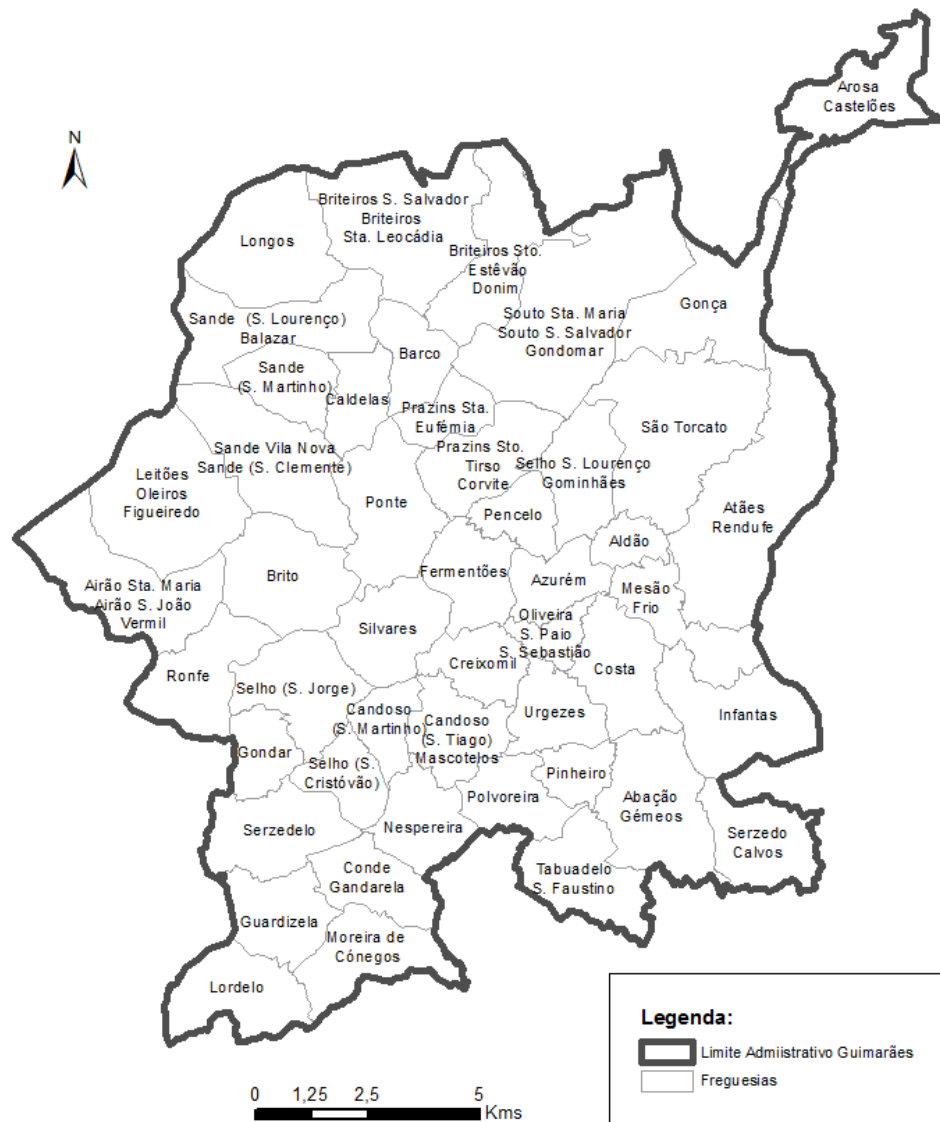 Arosa
Castelões
N
Briteiros S. Salvador
Briteiros
Sta. Leocádia
Longos
Briteiros Sto.
Estêvão
Donim
Gonça
Souto Sta. Maria
Souto S. Salvador
Gondomar
Sande (S. Lourenço)
Balazar
Barco
Sande
(S. Martinho)
Caldelas
Prazins Sta.
Eufémia
São Torcato
Sande Vila Nova
Sande (S. Clemente)
Prazins Sto.
Tirso
Corvite
Selho S. Lourenço
Gominhães
Leitões
Oleiros
Figueiredo
Ponte
Pencelo
Atães
Rendufe
Aldão
Brito
Fermentões
Azurém
Mesão
Frio
Airão Sta. Maria
Airão S. João
Vermil
Oliveira
S. Paio
S. Sebastião
Silvares
Creixomil
Costa
Ronfe
Selho (S. Jorge)
Candoso
(S. Martinho)
Candoso
(S. Tiago)
Mascotelos
Urgezes
Infantas
Gondar
Selho (S.
Cristóvão)
Pinheiro
Polvoreira
Abação
Gémeos
Serzedelo
Nespereira
Serzedo
Calvos
Conde
Gandarela
Tabuadelo
S. Faustino
Guardizela
Moreira de
Cónegos
Lordelo
Legenda:
Limite Admiistrativo Guimarães
Freguesias
0 1,25 2,5 5
Kms